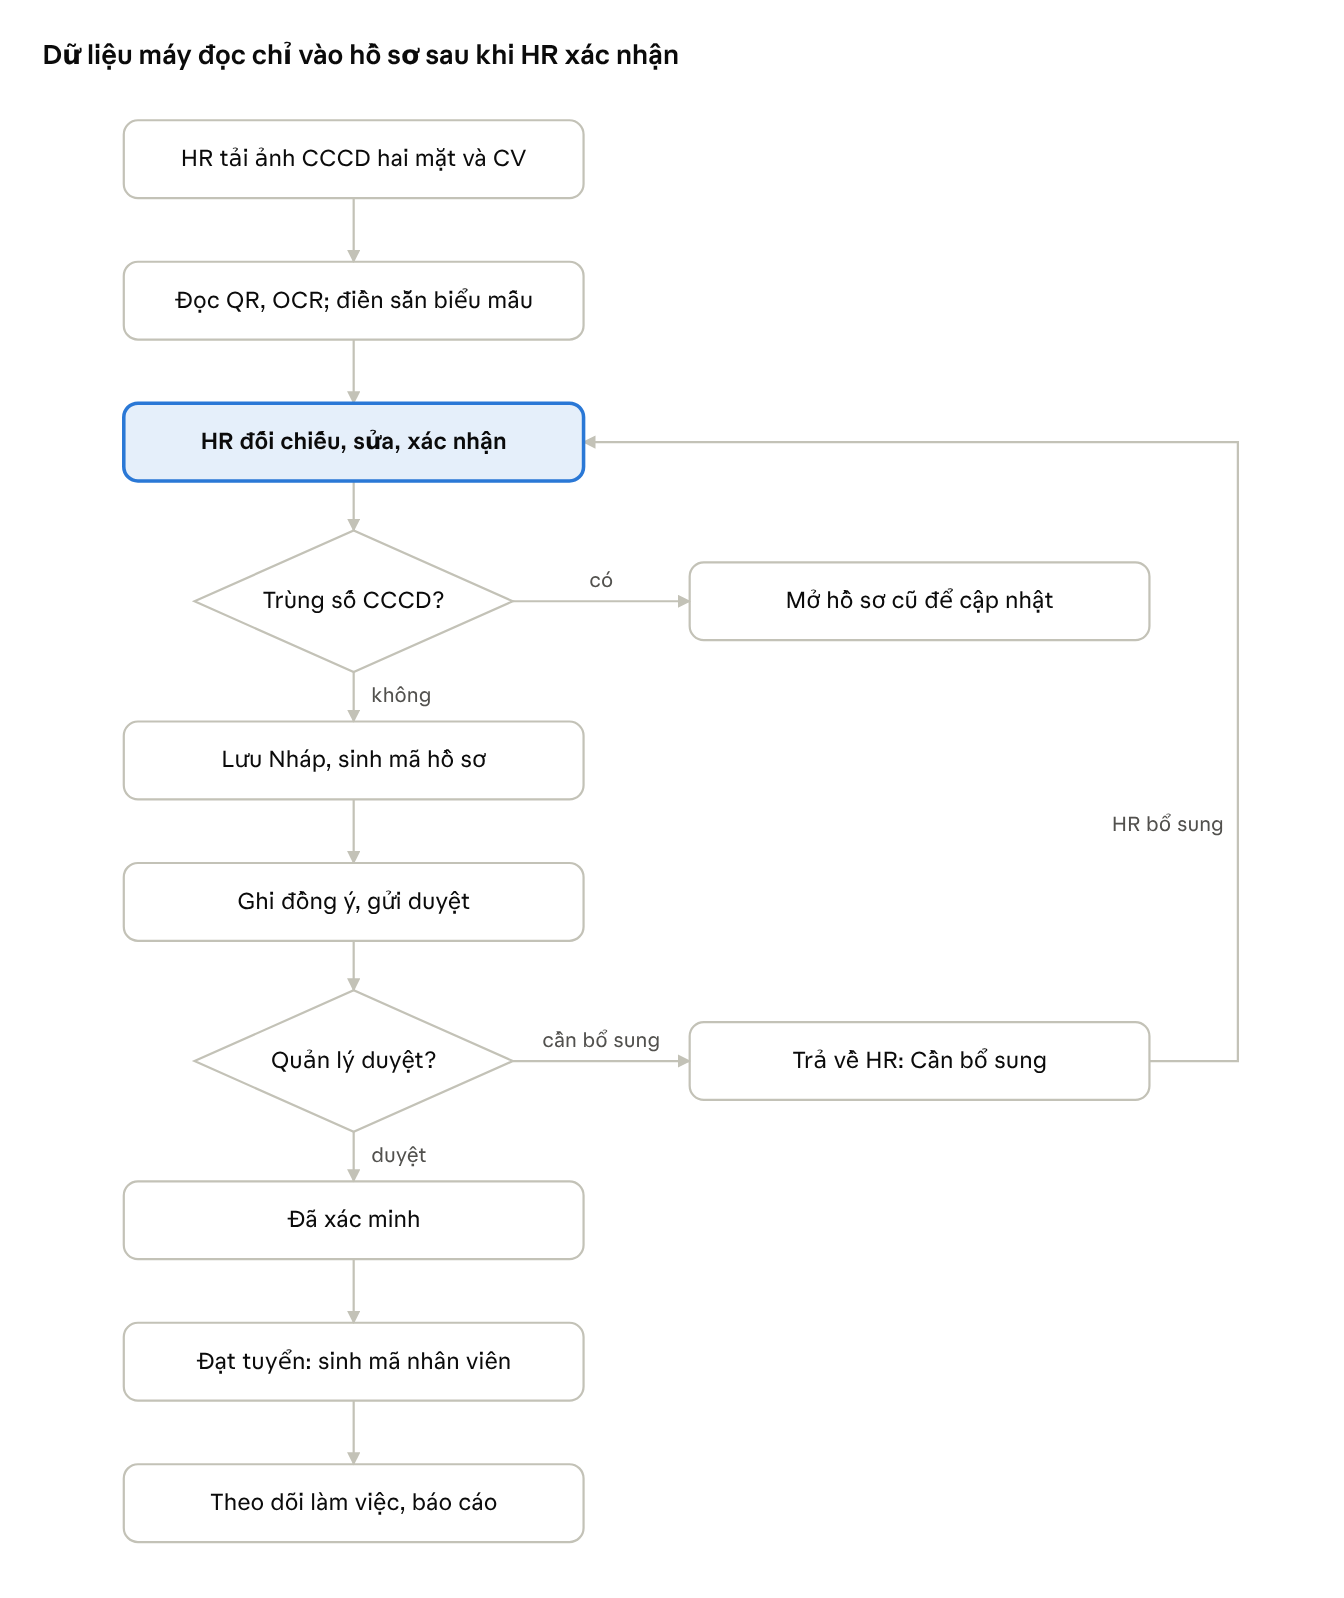 Dữ liệu máy đọc chỉ vào hồ sơ sau khi HR xác nhận
HR tải ảnh CCCD hai mặt và CV
Đọc QR, OCR; điền sẵn biểu mẫu
HR đối chiếu, sửa, xác nhận
Trùng số CCCD?
có
Mở hồ sơ cũ để cập nhật
không
Lưu Nháp, sinh mã hồ sơ
HR bổ sung
Ghi đồng ý, gửi duyệt
Quản lý duyệt?
cần bổ sung
Trả về HR: Cần bổ sung
duyệt
Đã xác minh
Đạt tuyển: sinh mã nhân viên
Theo dõi làm việc, báo cáo